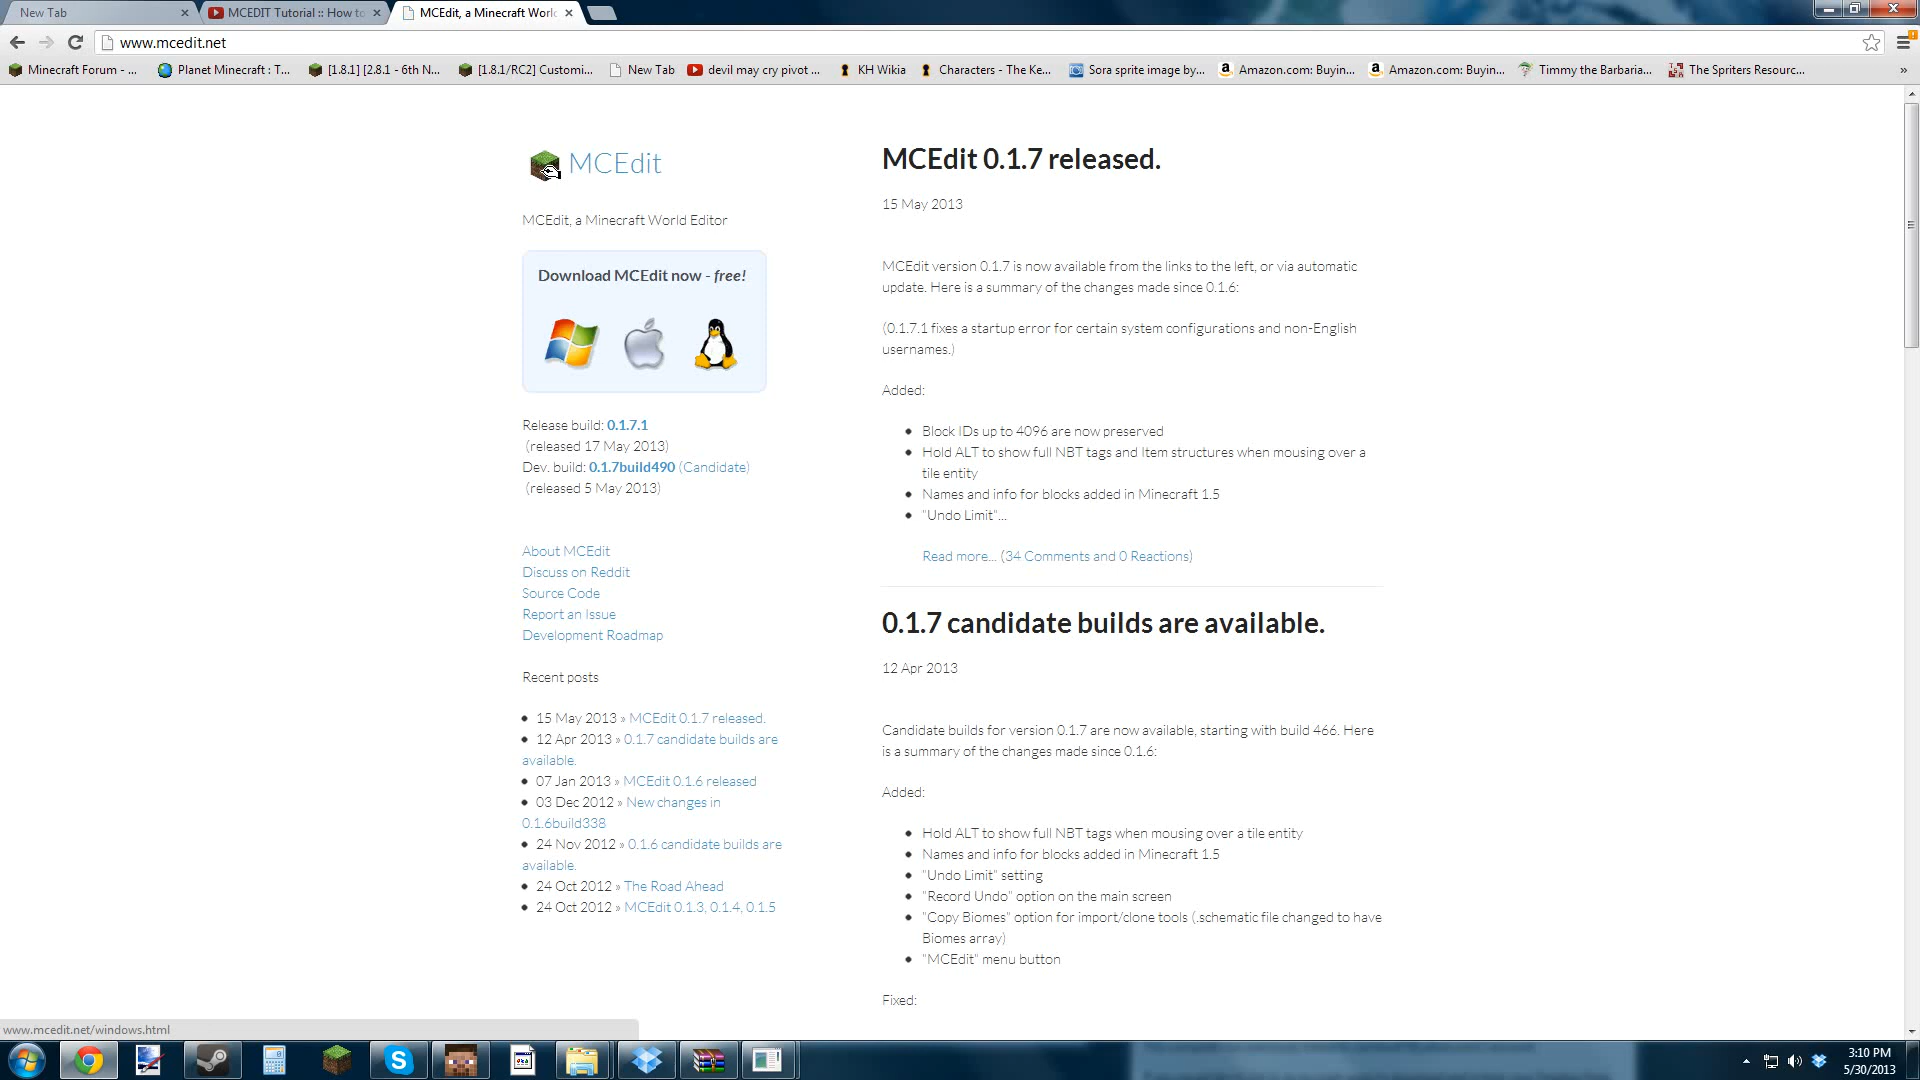 New Tab
MCEDIT Tutorial :: How to
MCEdit, a Minecraft Worl
www.mcedit.net
Minecraft Forum - ...
Planet Minecraft : T...
[1.8.1] [2.8.1 - 6th N...
[1.8.1/RC2] Customi...
New Tab
devil may cry pivot ...
KH Wikia
Characters - The Ke...
Sora sprite image by...
Amazon.com: Buyin...
Amazon.com: Buyin...
Timmy the Barbaria...
The Spriters Resourc...
»
MCEdit
MCEdit, a Minecraft World Editor
Download MCEdit now - free!
Release build: 0.1.7.1
(released 17 May 2013)
Dev. build: 0.1.7build490 (Candidate)
(released 5 May 2013)
About MCEdit
Discuss on Reddit
Source Code
Report an Issue
Development Roadmap
Recent posts
15 May 2013 » MCEdit 0.1.7 released.
12 Apr 2013 » 0.1.7 candidate builds are
available.
07 Jan 2013 » MCEdit 0.1.6 released
03 Dec 2012 » New changes in
0.1.6build338
24 Nov 2012 » 0.1.6 candidate builds are
available.
24 Oct 2012 » The Road Ahead
24 Oct 2012 » MCEdit 0.1.3, 0.1.4, 0.1.5
MCEdit 0.1.7 released.
15 May 2013
MCEdit version 0.1.7 is now available from the links to the left, or via automatic
update. Here is a summary of the changes made since 0.1.6:
(0.1.7.1 fixes a startup error for certain system configurations and non-English
usernames.)
Added:
Block IDs up to 4096 are now preserved
Hold ALT to show full NBT tags and Item structures when mousing over a
tile entity
Names and info for blocks added in Minecraft 1.5
"Undo Limit"...
Read more... (34 Comments and 0 Reactions)
0.1.7 candidate builds are available.
12 Apr 2013
Candidate builds for version 0.1.7 are now available, starting with build 466. Here
is a summary of the changes made since 0.1.6:
Added:
Hold ALT to show full NBT tags when mousing over a tile entity
Names and info for blocks added in Minecraft 1.5
"Undo Limit" setting
"Record Undo" option on the main screen
"Copy Biomes" option for import/clone tools (.schematic file changed to have
Biomes array)
"MCEdit" menu button
Fixed:
www.mcedit.net/windows.html
3:10 PM
5/30/2013